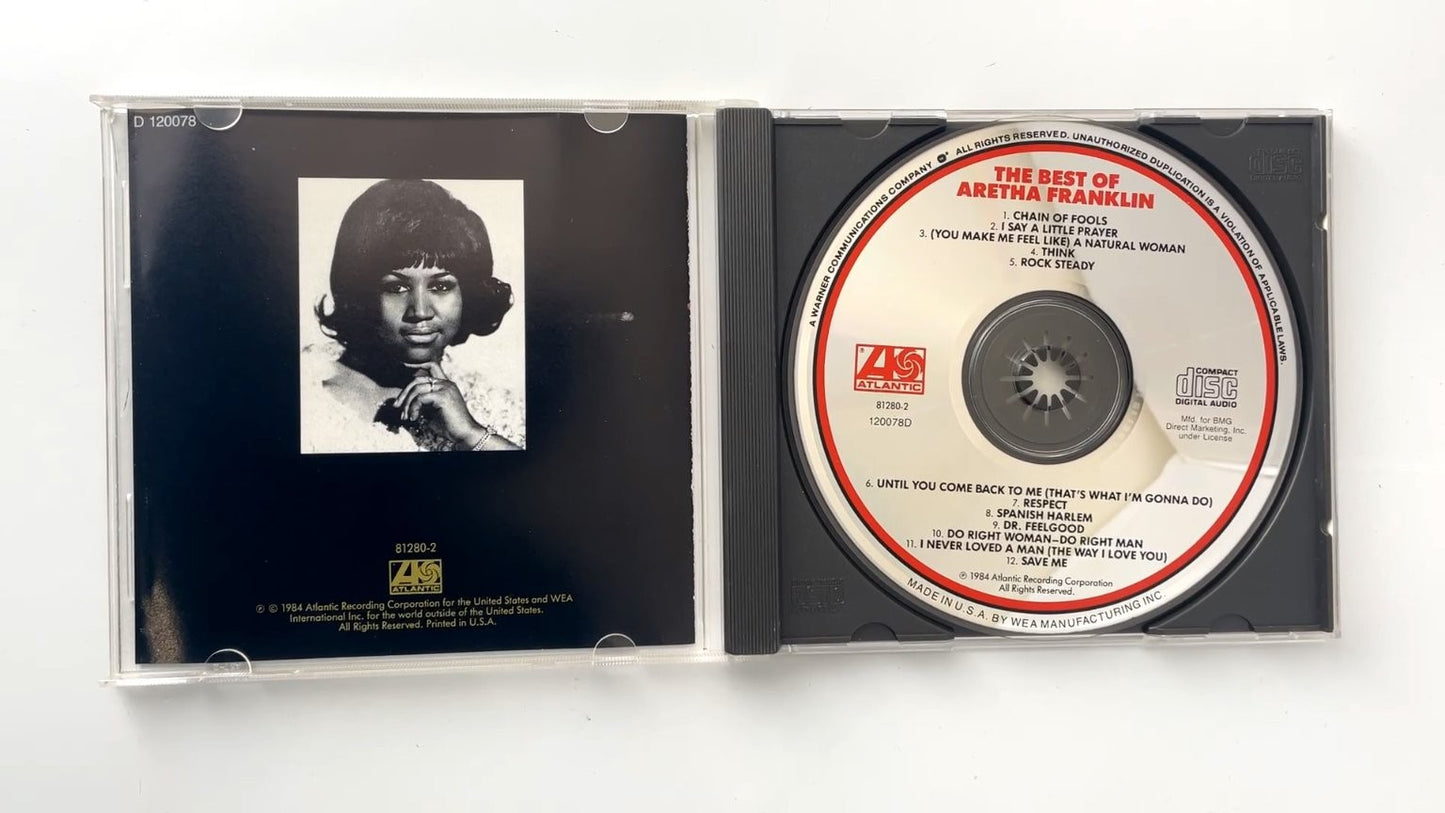 D 120078
81280-2
ATLANTIC
℗ © 1984 Atlantic Recording Corporation for the United States and WEA
International Inc. for the world outside of the United States.
All Rights Reserved. Printed in U.S.A.
A WARNER COMMUNICATIONS COMPANY ALL RIGHTS RESERVED. UNAUTHORIZED DUPLICATION IS A VIOLATION OF APPLICABLE LAWS.
THE BEST OF
ARETHA FRANKLIN
1. CHAIN OF FOOLS
2. I SAY A LITTLE PRAYER
3. (YOU MAKE ME FEEL LIKE) A NATURAL WOMAN
4. THINK
5. ROCK STEADY
ATLANTIC
81280-2
120078D
COMPACT
disc
DIGITAL AUDIO
Mfd. for BMG
Direct Marketing, Inc.
under License
6. UNTIL YOU COME BACK TO ME (THAT'S WHAT I'M GONNA DO)
7. RESPECT
8. SPANISH HARLEM
9. DR. FEELGOOD
10. DO RIGHT WOMAN–DO RIGHT MAN
11. I NEVER LOVED A MAN (THE WAY I LOVE YOU)
12. SAVE ME
℗ 1984 Atlantic Recording Corporation
All Rights Reserved.
MADE IN U.S.A. BY WEA MANUFACTURING INC.
disc